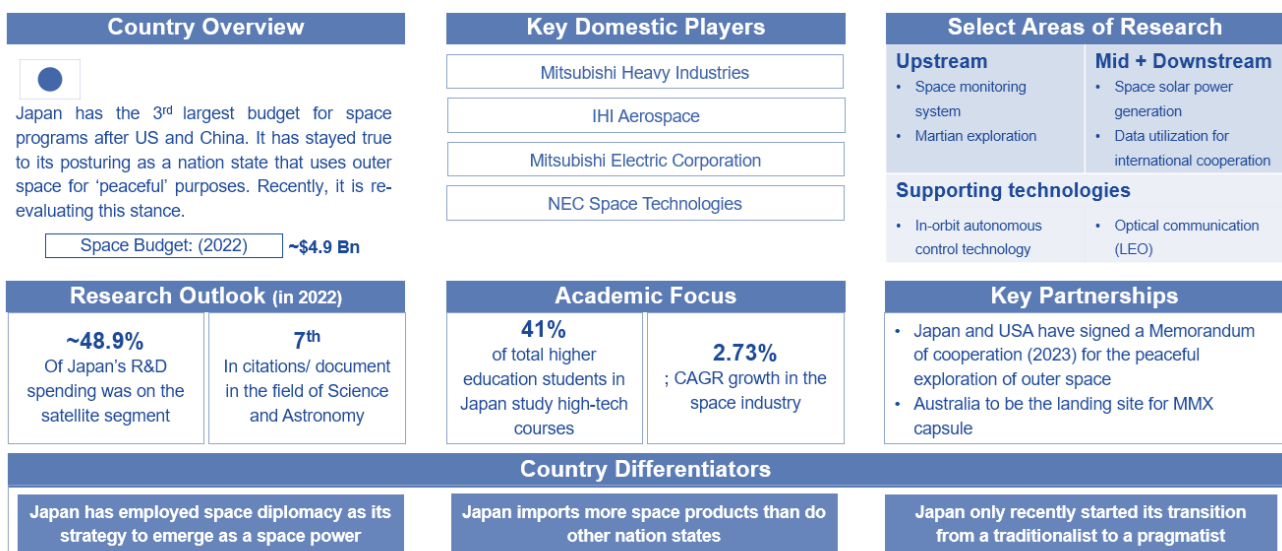 Country Overview
Japan has the 3rd largest budget for space
programs after US and China. It has stayed true
to its posturing as a nation state that uses outer
space for ‘peaceful’ purposes. Recently, it is re-
evaluating this stance.
Space Budget: (2022) ~$4.9 Bn
Key Domestic Players
Mitsubishi Heavy Industries
IHI Aerospace
Mitsubishi Electric Corporation
NEC Space Technologies
Select Areas of Research
Upstream
• Space monitoring
system
• Martian exploration
Mid + Downstream
• Space solar power
generation
• Data utilization for
international cooperation
Supporting technologies
• In-orbit autonomous
control technology
• Optical communication
(LEO)
Research Outlook (in 2022)
~48.9%
Of Japan’s R&D
spending was on the
satellite segment
7th
In citations/ document
in the field of Science
and Astronomy
Academic Focus
41%
of total higher
education students in
Japan study high-tech
courses
2.73%
; CAGR growth in the
space industry
Key Partnerships
• Japan and USA have signed a Memorandum
of cooperation (2023) for the peaceful
exploration of outer space
• Australia to be the landing site for MMX
capsule
Country Differentiators
Japan has employed space diplomacy as its
strategy to emerge as a space power
Japan imports more space products than do
other nation states
Japan only recently started its transition
from a traditionalist to a pragmatist